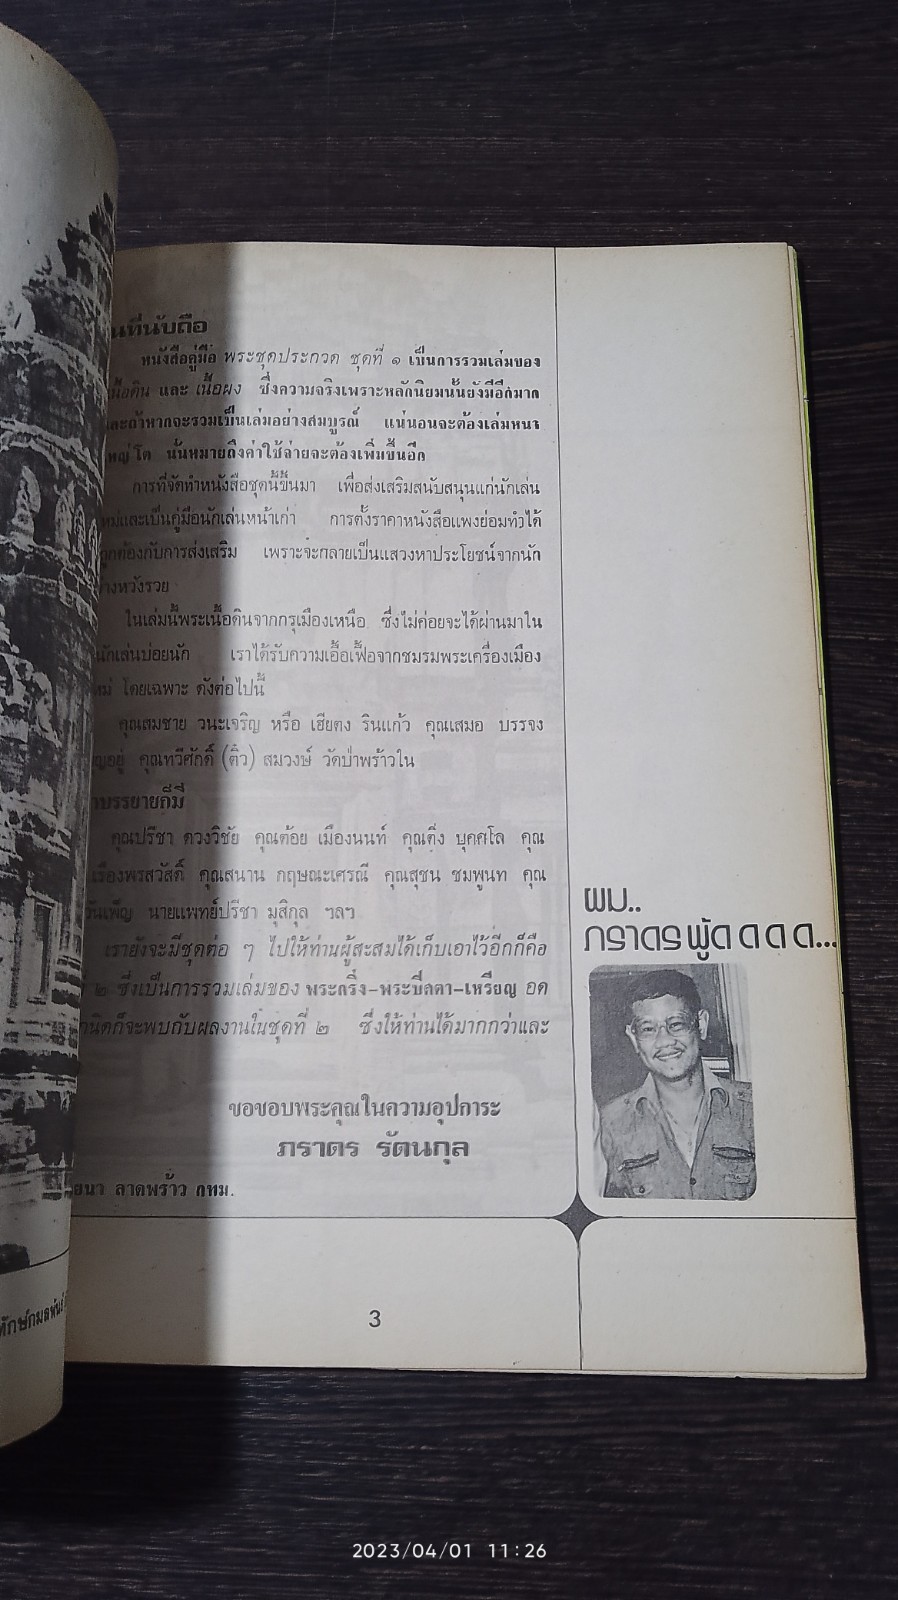 นที่นับถือ
หนังสือคู่มือ พระชุดประกวด ชุดที่ ๑ เป็นการรวมเล่มของ
เนื้อดิน และ เนื้อผง ซึ่งความจริงเพราะหลักนิยมนั้นยังมีอีกมาก
และถ้าหากจะรวมเป็นเล่มอย่างสมบูรณ์ แน่นอนจะต้องเล่มหนา
หญ่โต นั้นหมายถึงค่าใช้จ่ายจะต้องเพิ่มขึ้นอีก
การที่จัดทำหนังสือชุดนี้ขึ้นมา เพื่อส่งเสริมสนับสนุนแก่นักเล่น
หม่และเป็นคู่มือนักเล่นหน้าเก่า การตั้งราคาหนังสือแพงย่อมทำได้
ถูกต้องกับการส่งเสริม เพราะจะกลายเป็นแสวงหาประโยชน์จากนัก
างหวังรวย
ในเล่มนี้พระเนื้อดินจากกรุเมืองเหนือ ซึ่งไม่ค่อยจะได้ผ่านมาใน
นักเล่นบ่อยนัก เราได้รับความเอื้อเฟื้อจากชมรมพระเครื่องเมือง
หม่ โดยเฉพาะ ดังต่อไปนี้
คุณสมชาย วนะเจริญ หรือ เฮียตง รินแก้ว คุณเสมอ บรรจง
ญอยู่ คุณทวีศักดิ์ (ติ๋ว) สมวงษ์ วัดป่าพร้าวใน
าบรรยายก็มี
คุณปรีชา ดวงวิชัย คุณต้อย เมืองนนท์ คุณติ่ง บุคคโล คุณ
เรืองพรสวัสดิ์ คุณสนาน กฤษณะเศรณี คุณสุชน ชมพูนท คุณ
วันเพ็ญ นายแพทย์ปรีชา มุสิกุล ฯลฯ
เรายังจะมีชุดต่อ ๆ ไปให้ท่านผู้สะสมได้เก็บเอาไว้อีกก็คือ
๒ ซึ่งเป็นการรวมเล่มของ พระกริ่ง–พระปิดตา–เหรียญ อด
นิดก็จะพบกับผลงานในชุดที่ ๒ ซึ่งให้ท่านได้มากกว่าและ
ขอขอบพระคุณในความอุปการะ
ภราดร รัตนกุล
ยนา ลาดพร้าว กทม.
ผม..
ภราดรผู้ดดดด...
3
ทักษ์กมลพันธ์
2023/04/01 11:26